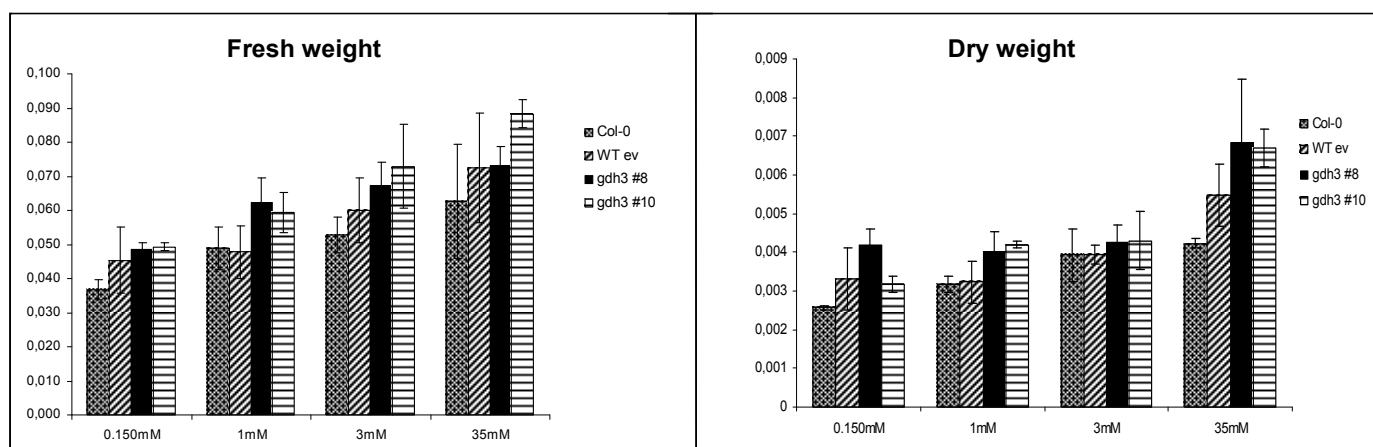 Fresh weight
0,100
0,090
0,080
0,070
0,060
0,050
0,040
0,030
0,020
0,010
0,000
0.150mM 1mM 3mM 35mM
Col-0
WT ev
gdh3 #8
gdh3 #10
Dry weight
0,009
0,008
0,007
0,006
0,005
0,004
0,003
0,002
0,001
0
0.150mM 1mM 3mM 35mM
Col-0
WT ev
gdh3 #8
gdh3 #10